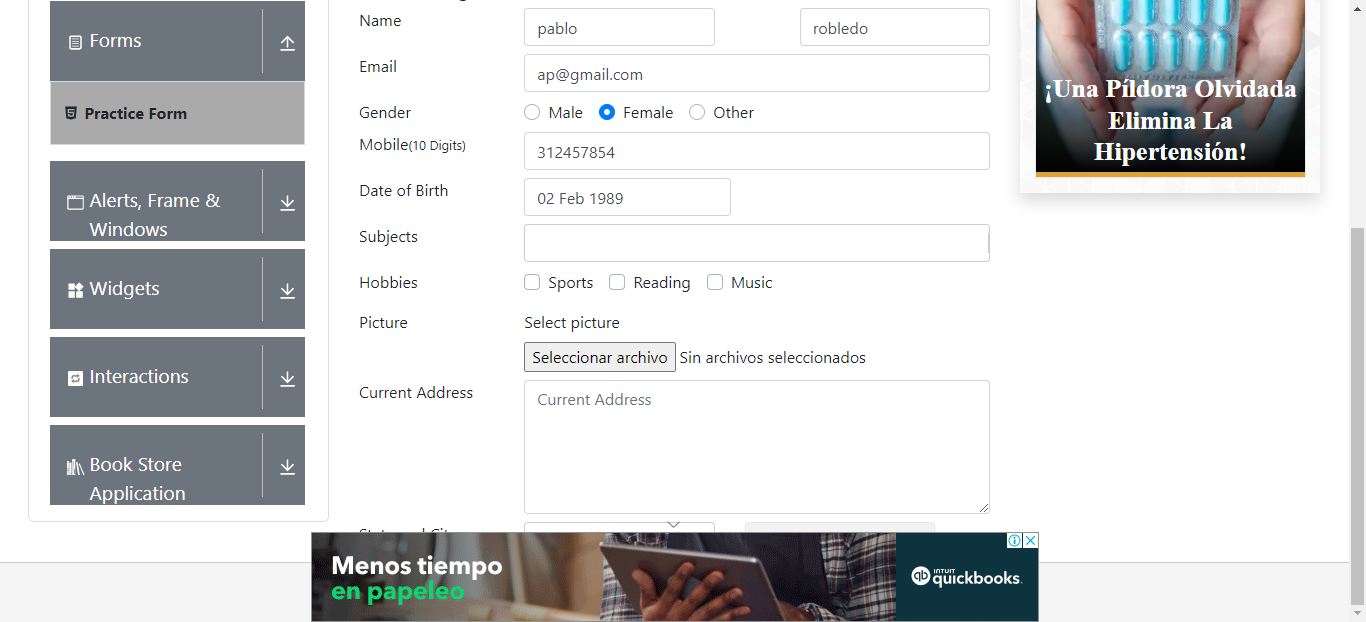 Forms
Practice Form
Alerts, Frame &
Windows
Widgets
Interactions
Book Store
Application
Name
pablo
robledo
Email
ap@gmail.com
Gender
Male
Female
Other
Mobile(10 Digits)
312457854
Date of Birth
02 Feb 1989
Subjects
Hobbies
Sports
Reading
Music
Picture
Select picture
Seleccionar archivo
Sin archivos seleccionados
Current Address
Current Address
¡Una Píldora Olvidada
Elimina La
Hipertensión!
Menos tiempo
en papeleo
INTUIT
quickbooks.